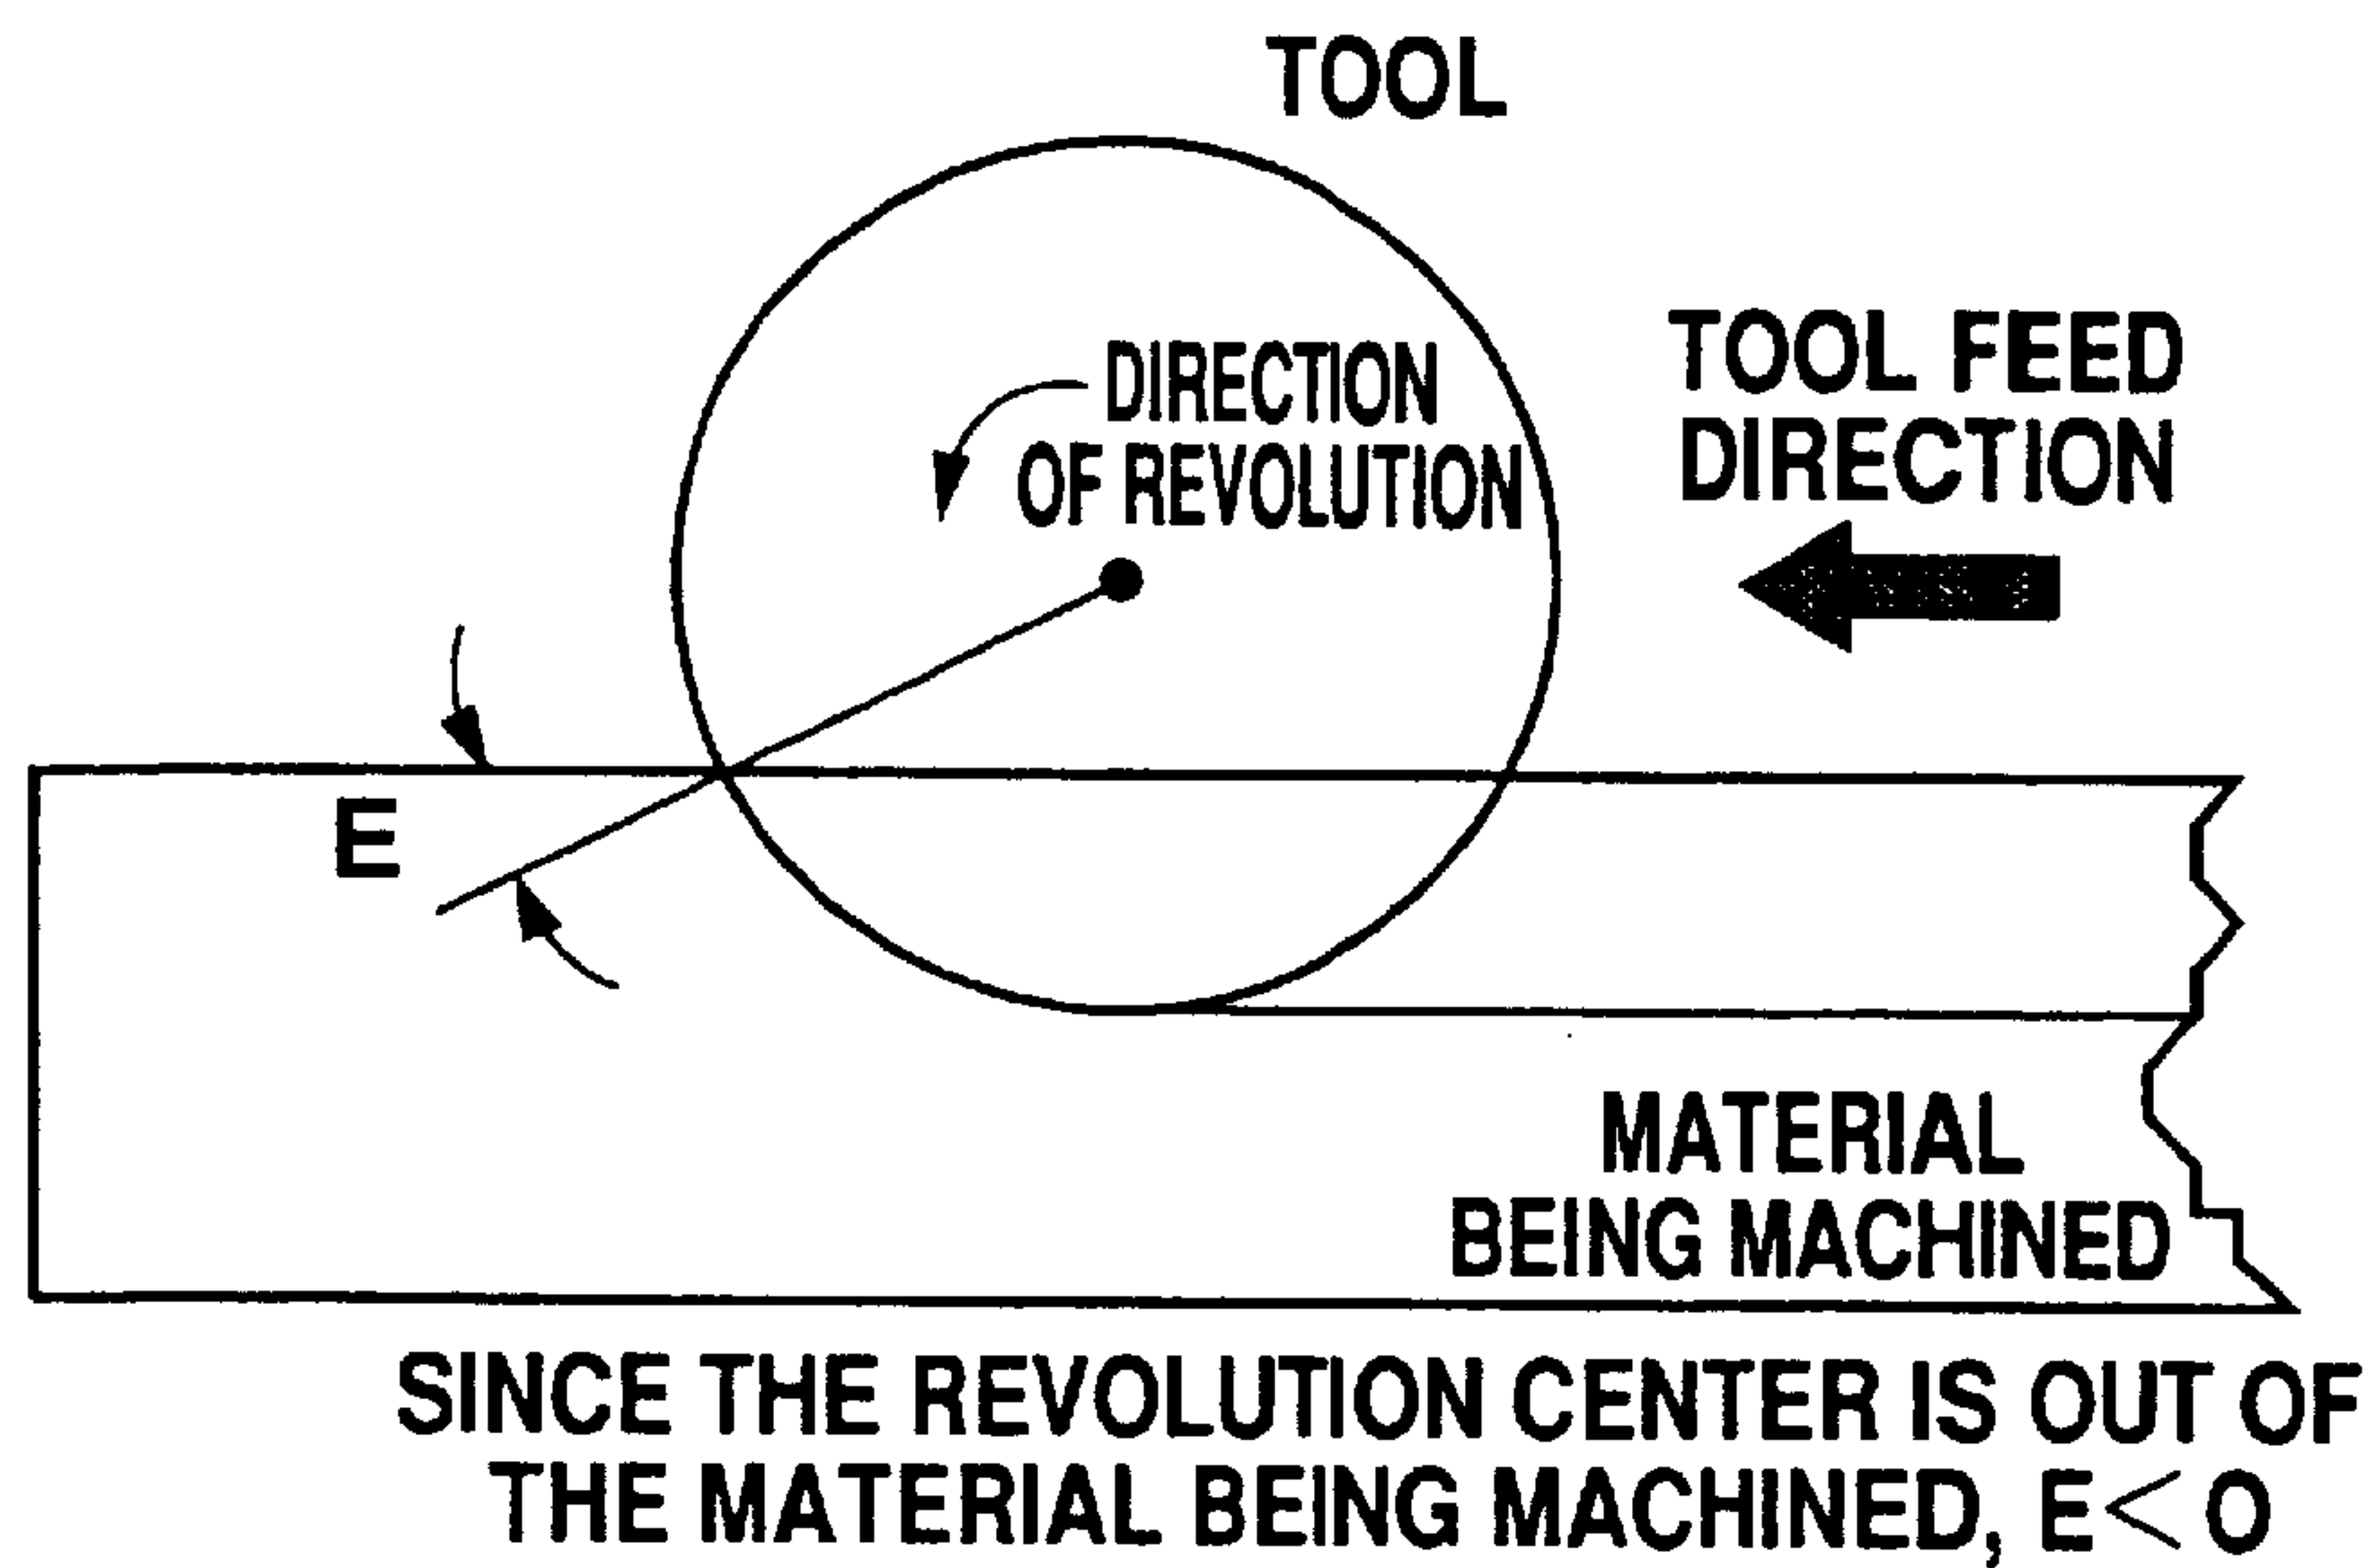 TOOL
DIRECTION
OF REVOLUTION
TOOL FEED
DIRECTION
E
MATERIAL
BEING MACHINED
SINCE THE REVOLUTION CENTER IS OUT OF
THE MATERIAL BEING MACHINED, E < 0